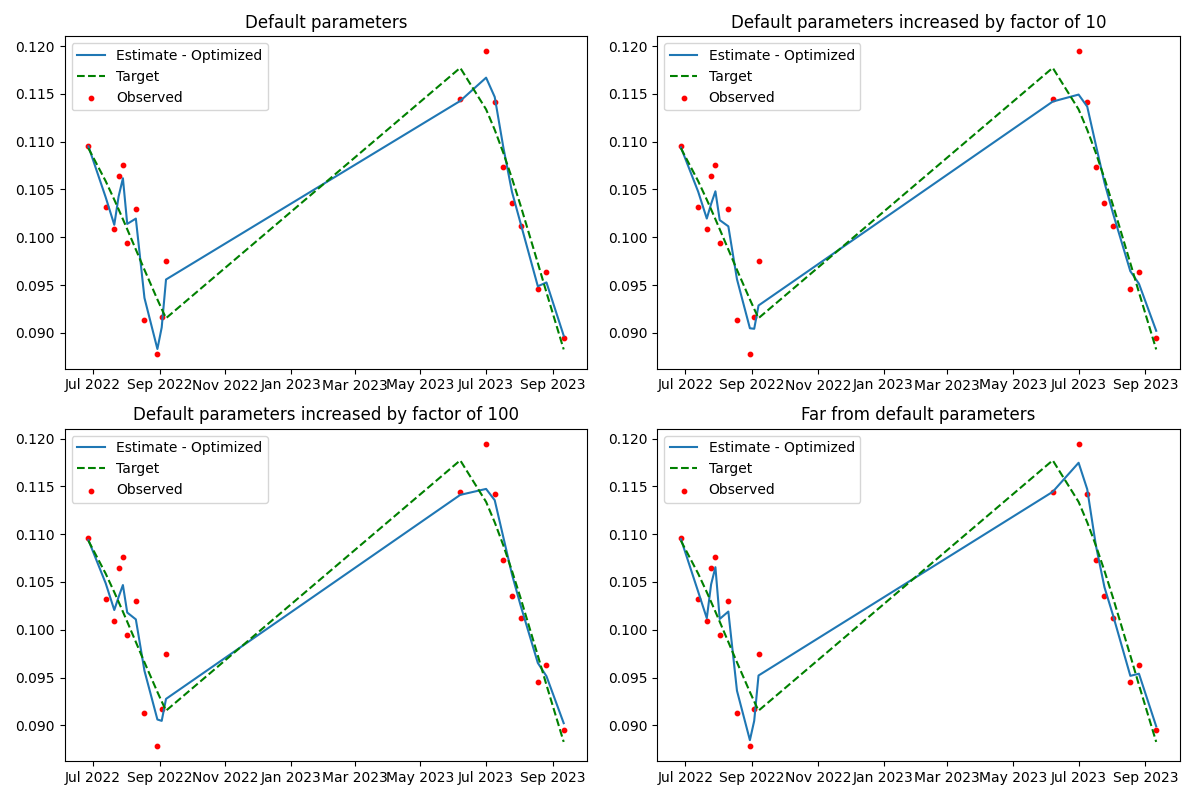 Default parameters
0.120
0.115
0.110
0.105
0.100
0.095
0.090
Estimate - Optimized
Target
Observed
Jul 2022 Sep 2022 Nov 2022 Jan 2023 Mar 2023 May 2023 Jul 2023 Sep 2023
Default parameters increased by factor of 10
0.120
0.115
0.110
0.105
0.100
0.095
0.090
Estimate - Optimized
Target
Observed
Jul 2022 Sep 2022 Nov 2022 Jan 2023 Mar 2023 May 2023 Jul 2023 Sep 2023
Default parameters increased by factor of 100
0.120
0.115
0.110
0.105
0.100
0.095
0.090
Estimate - Optimized
Target
Observed
Jul 2022 Sep 2022 Nov 2022 Jan 2023 Mar 2023 May 2023 Jul 2023 Sep 2023
Far from default parameters
0.120
0.115
0.110
0.105
0.100
0.095
0.090
Estimate - Optimized
Target
Observed
Jul 2022 Sep 2022 Nov 2022 Jan 2023 Mar 2023 May 2023 Jul 2023 Sep 2023